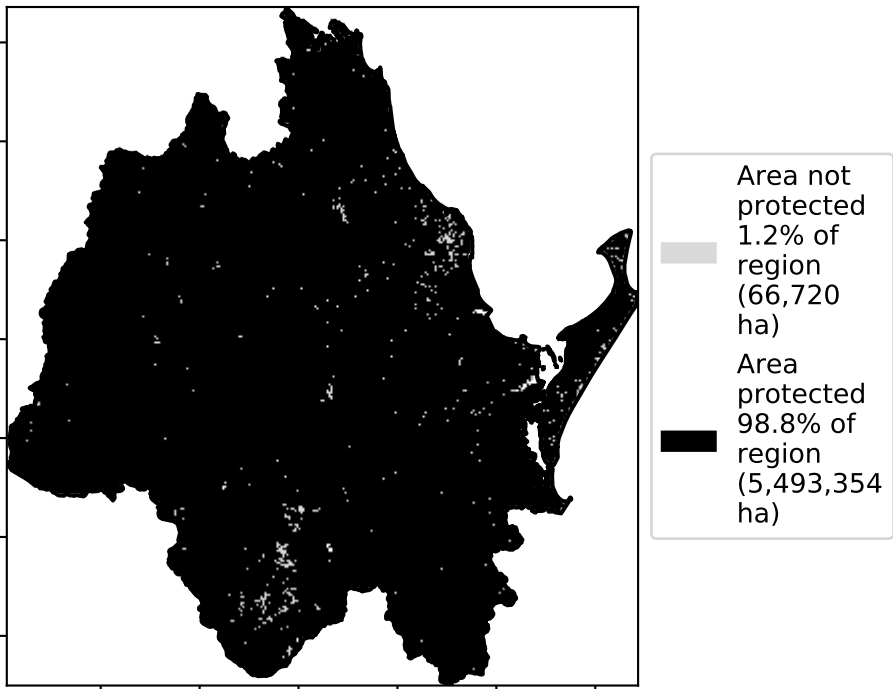 Area not
protected
1.2% of
region
(66,720
ha)
Area
protected
98.8% of
region
(5,493,354
ha)